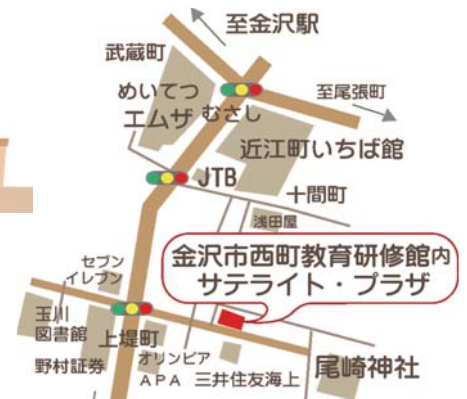 至金沢駅
武蔵町
至尾張町
めいてつ
エムザ
むさし
近江町いちば館
JTB
十間町
浅田屋
金沢市西町教育研修館内
サテライト・プラザ
セブン
イレブン
玉川
図書館
上堤町
野村証券
オリンピア
APA
三井住友海上
尾崎神社